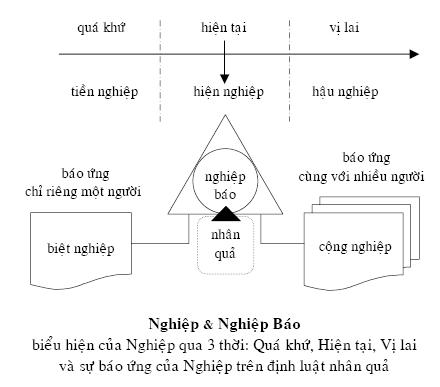 quá khứ
hiện tại
vị lai
tiền nghiệp
hiện nghiệp
hậu nghiệp
báo ứng
chỉ riêng một người
nghiệp
báo
báo ứng
cùng với nhiều người
biệt nghiệp
nhân
quả
cộng nghiệp
Nghiệp & Nghiệp Báo
biểu hiện của Nghiệp qua 3 thời: Quá khứ, Hiện tại, Vị lai
và sự báo ứng của Nghiệp trên định luật nhân quả